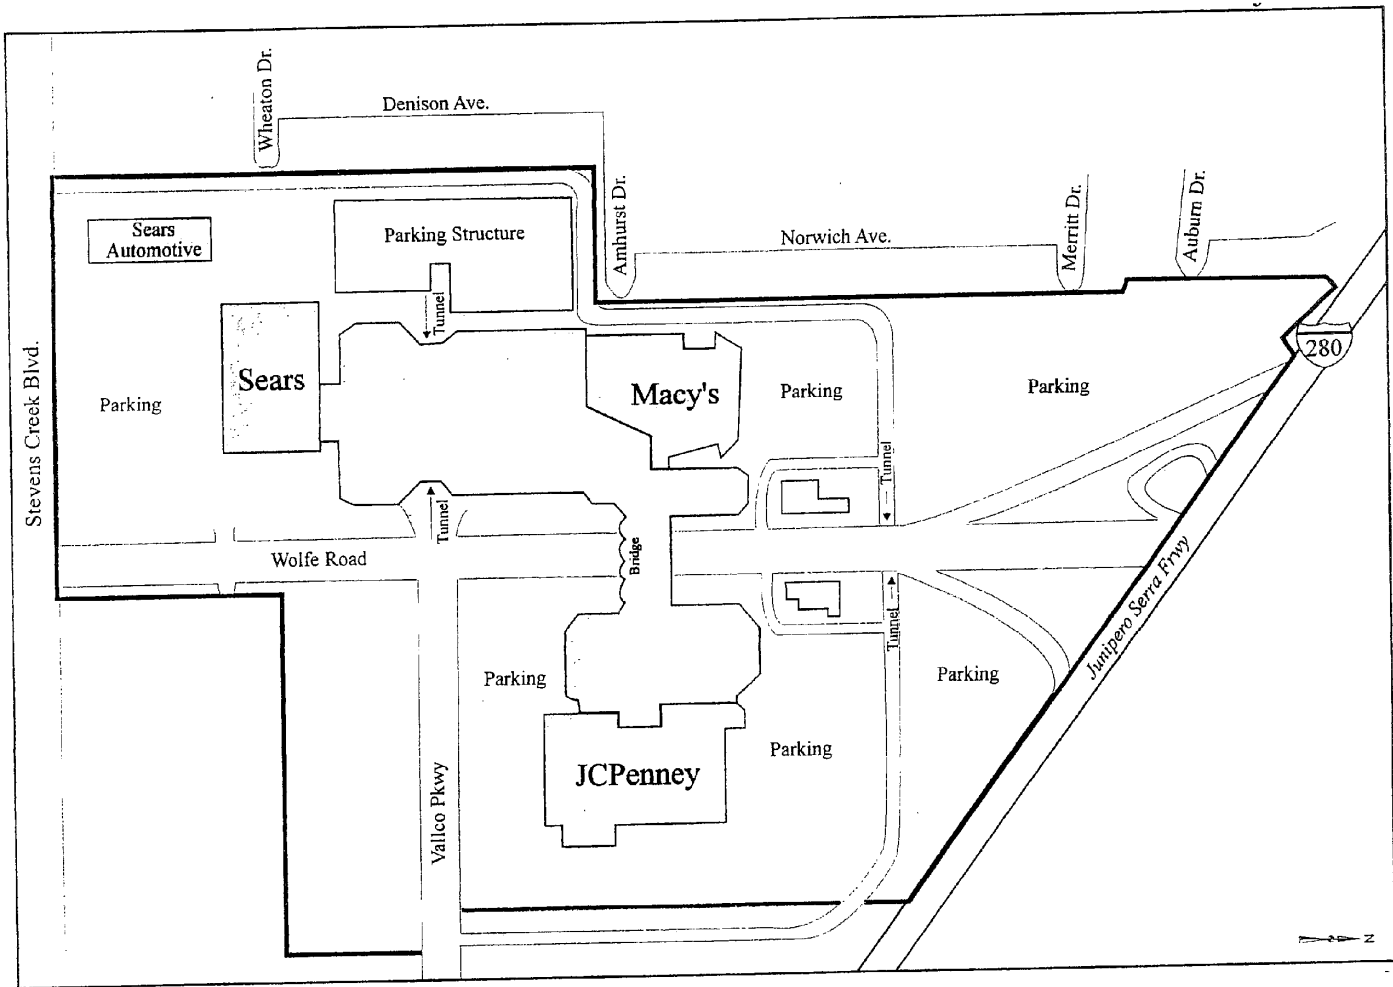 Wheaton Dr.
Denison Ave.
Amhurst Dr.
Norwich Ave.
Merritt Dr.
Auburn Dr.
Sears
Automotive
Parking Structure
Tunnel
280
Stevens Creek Blvd.
Parking
Sears
Macy's
Parking
Parking
Tunnel
Tunnel
Wolfe Road
Bridge
Tunnel
Junipero Serra Frwy
Parking
Parking
Parking
JCPenney
Vallco Pkwy
N